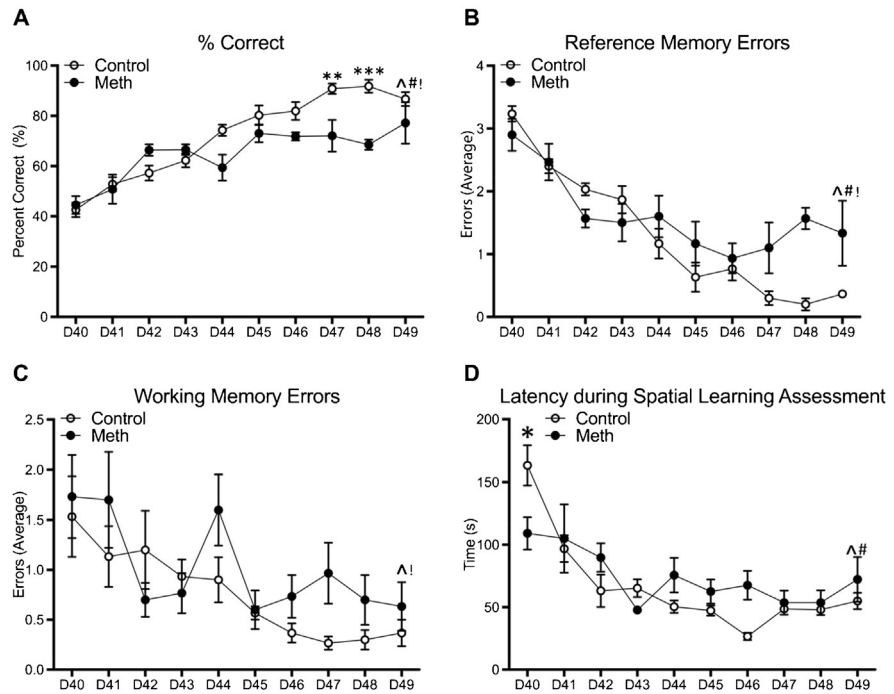 A
% Correct
Control
Meth
Percent Correct (%)
100
80
60
40
20
0
** *** ^#!
D40 D41 D42 D43 D44 D45 D46 D47 D48 D49
B
Reference Memory Errors
Control
Meth
Errors (Average)
4
3
2
1
0
^#!
D40 D41 D42 D43 D44 D45 D46 D47 D48 D49
C
Working Memory Errors
Control
Meth
Errors (Average)
2.5
2.0
1.5
1.0
0.5
0.0
^!
D40 D41 D42 D43 D44 D45 D46 D47 D48 D49
D
Latency during Spatial Learning Assessment
Control
Meth
Time (s)
200
150
100
50
0
*
^#
D40 D41 D42 D43 D44 D45 D46 D47 D48 D49